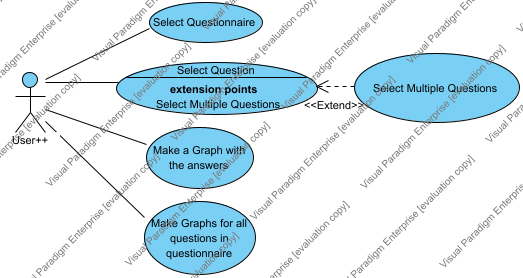 Select Questionnaire
Select Question
extension points
Select Multiple Questions
Select Multiple Questions
<<Extend>>
User++
Make a Graph with
the answers
Make Graphs for all
questions in
questionnaire
Visual Paradigm Enterprise [evaluation copy]